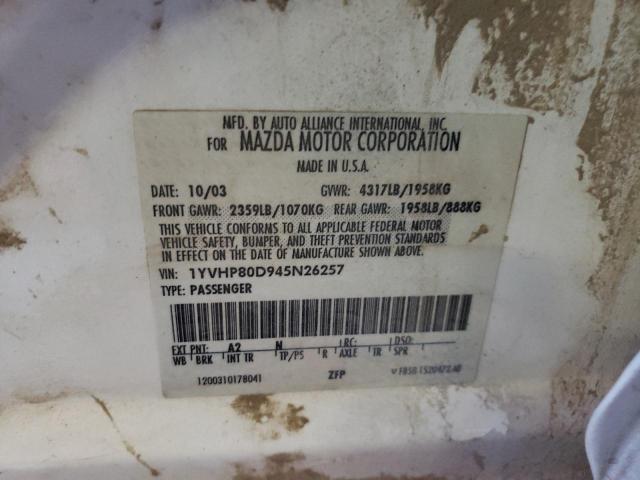 MFD. BY AUTO ALLIANCE INTERNATIONAL, INC.
FOR MAZDA MOTOR CORPORATION
MADE IN U.S.A.
DATE: 10/03 GVWR: 4317LB/1958KG
FRONT GAWR: 2359LB/1070KG REAR GAWR: 1958LB/888KG
THIS VEHICLE CONFORMS TO ALL APPLICABLE FEDERAL MOTOR
VEHICLE SAFETY, BUMPER, AND THEFT PREVENTION STANDARDS
IN EFFECT ON THE DATE OF MANUFACTURE SHOWN ABOVE.
VIN: 1YVHP80D945N26257
TYPE: PASSENGER
EXT PNT: A2 N RC: DSO:
WB BRK INT TR TP/PS R AXLE TR SPR
1200310178041 ZFP